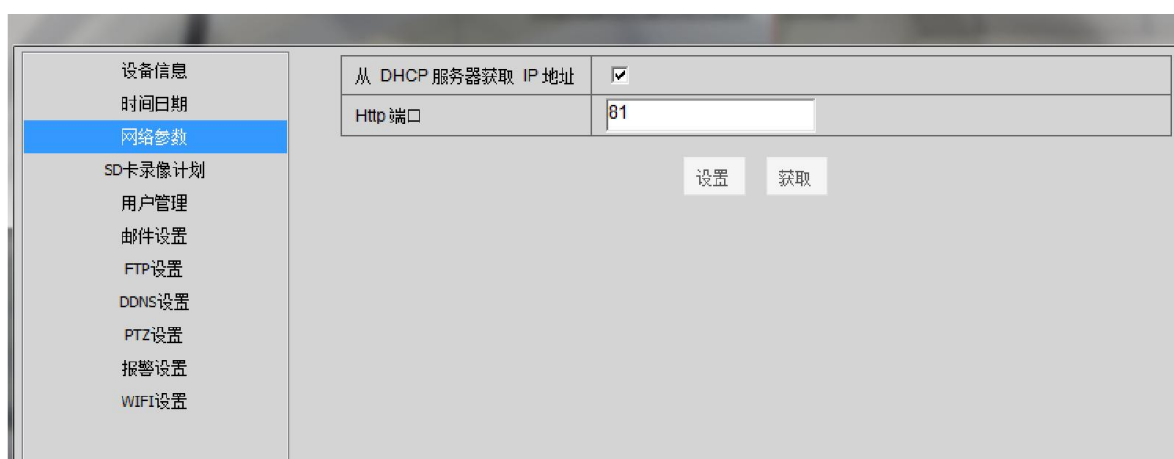 设备信息
时间日期
网络参数
SD卡录像计划
用户管理
邮件设置
FTP设置
DDNS设置
PTZ设置
报警设置
WIFI设置
从 DHCP 服务器获取 IP 地址
Http 端口
81
设置
获取